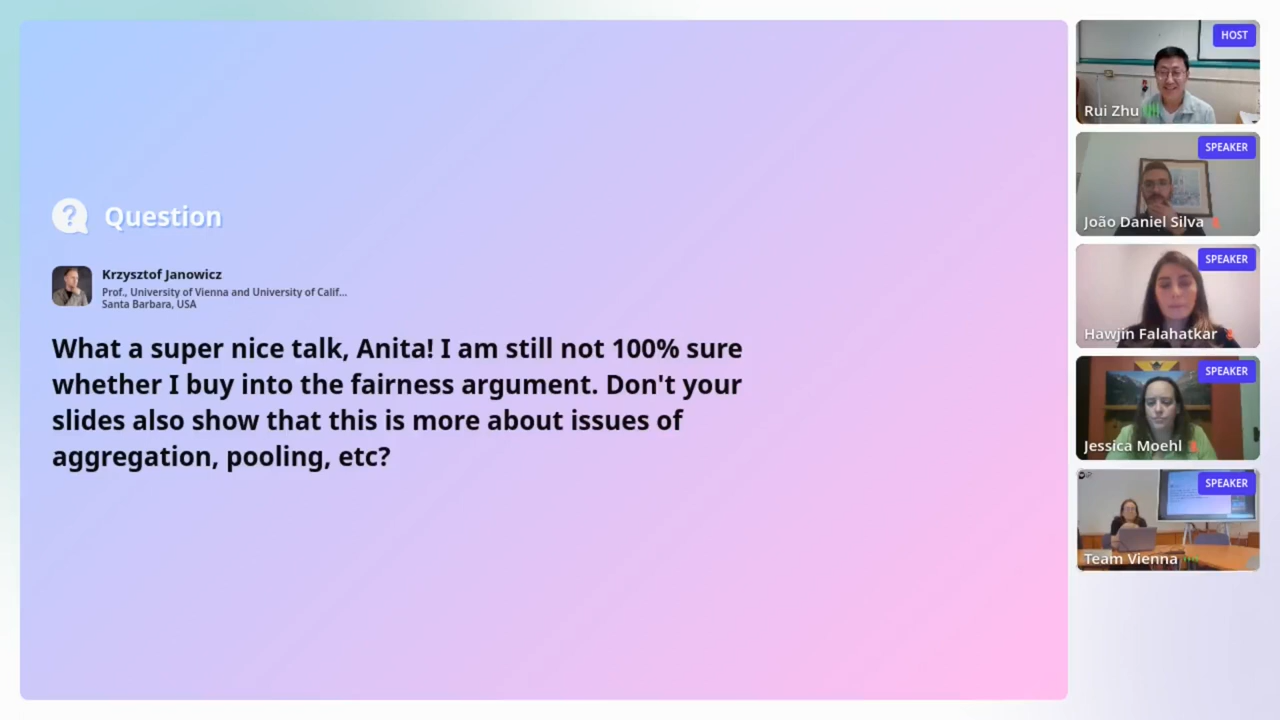 Question
Krzysztof Janowicz
Prof., University of Vienna and University of Calif...
Santa Barbara, USA
What a super nice talk, Anita! I am still not 100% sure
whether I buy into the fairness argument. Don't your
slides also show that this is more about issues of
aggregation, pooling, etc?
HOST
Rui Zhu
SPEAKER
João Daniel Silva
SPEAKER
Hawjin Falahatkar
SPEAKER
Jessica Moehl
SPEAKER
Team Vienna